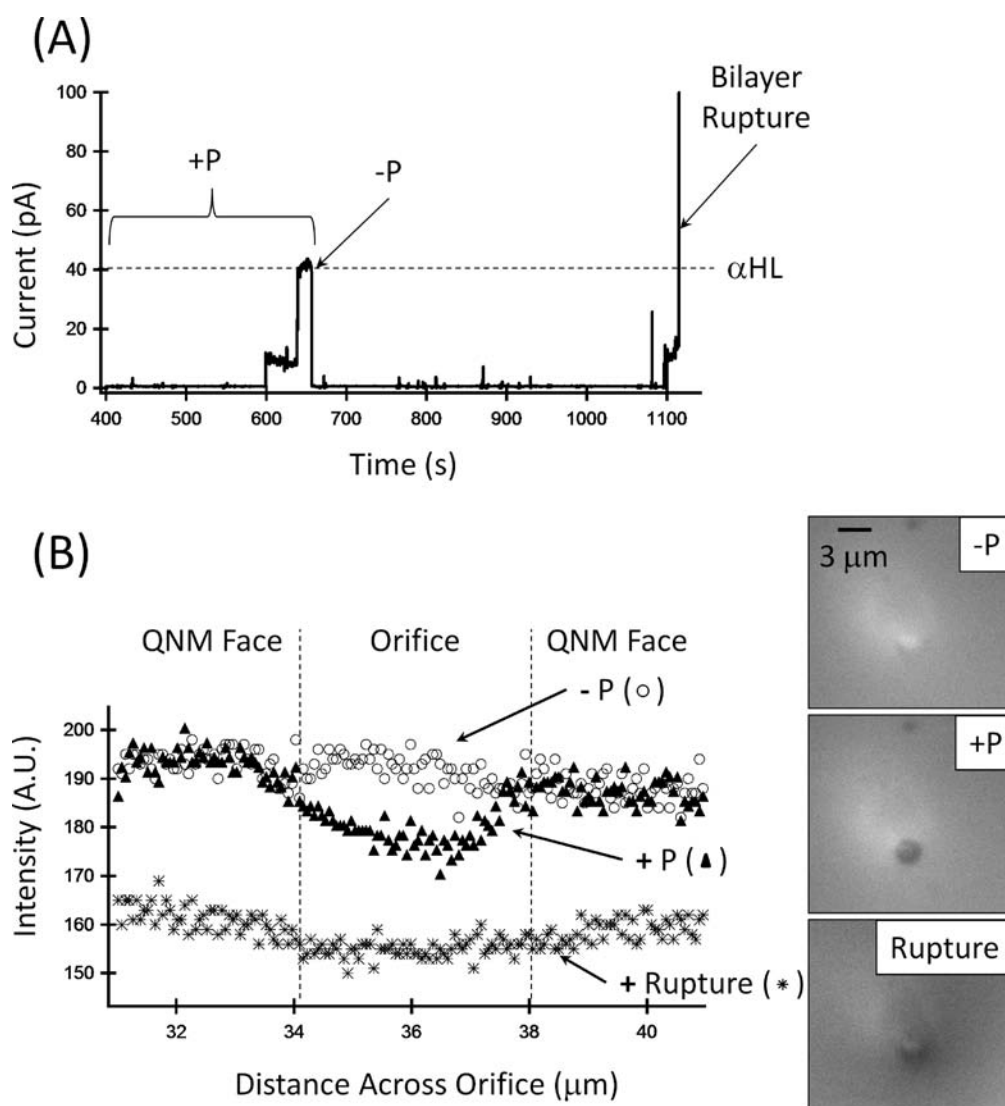 (A)
Bilayer
Rupture
+P
-P
αHL
Current (pA)
100
80
60
40
20
0
400
500
600
700
800
900
1000
1100
Time (s)
(B)
-P
3 μm
QNM Face
Orifice
QNM Face
- P (○)
+ P (▲)
+ Rupture (*)
Intensity (A.U.)
200
190
180
170
160
150
32
34
36
38
40
Distance Across Orifice (μm)
+P
Rupture